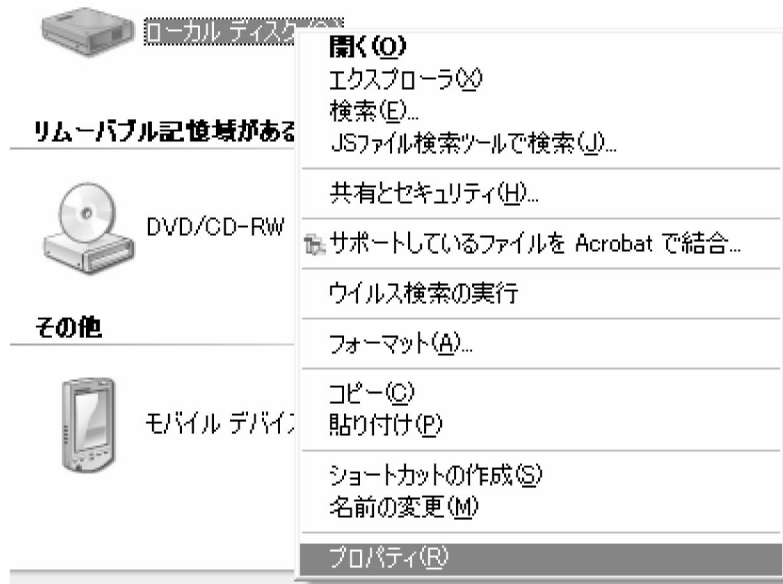 ローカル ディスク
開く(O)
エクスプローラ(X)
検索(E)...
JSファイル検索ツールで検索(J)...
リムーバブル記憶域がある
共有とセキュリティ(H)...
DVD/CD-RW
サポートしているファイルを Acrobat で結合...
ウイルス検索の実行
その他
フォーマット(A)...
コピー(C)
モバイル デバイス
貼り付け(P)
ショートカットの作成(S)
名前の変更(M)
プロパティ(R)